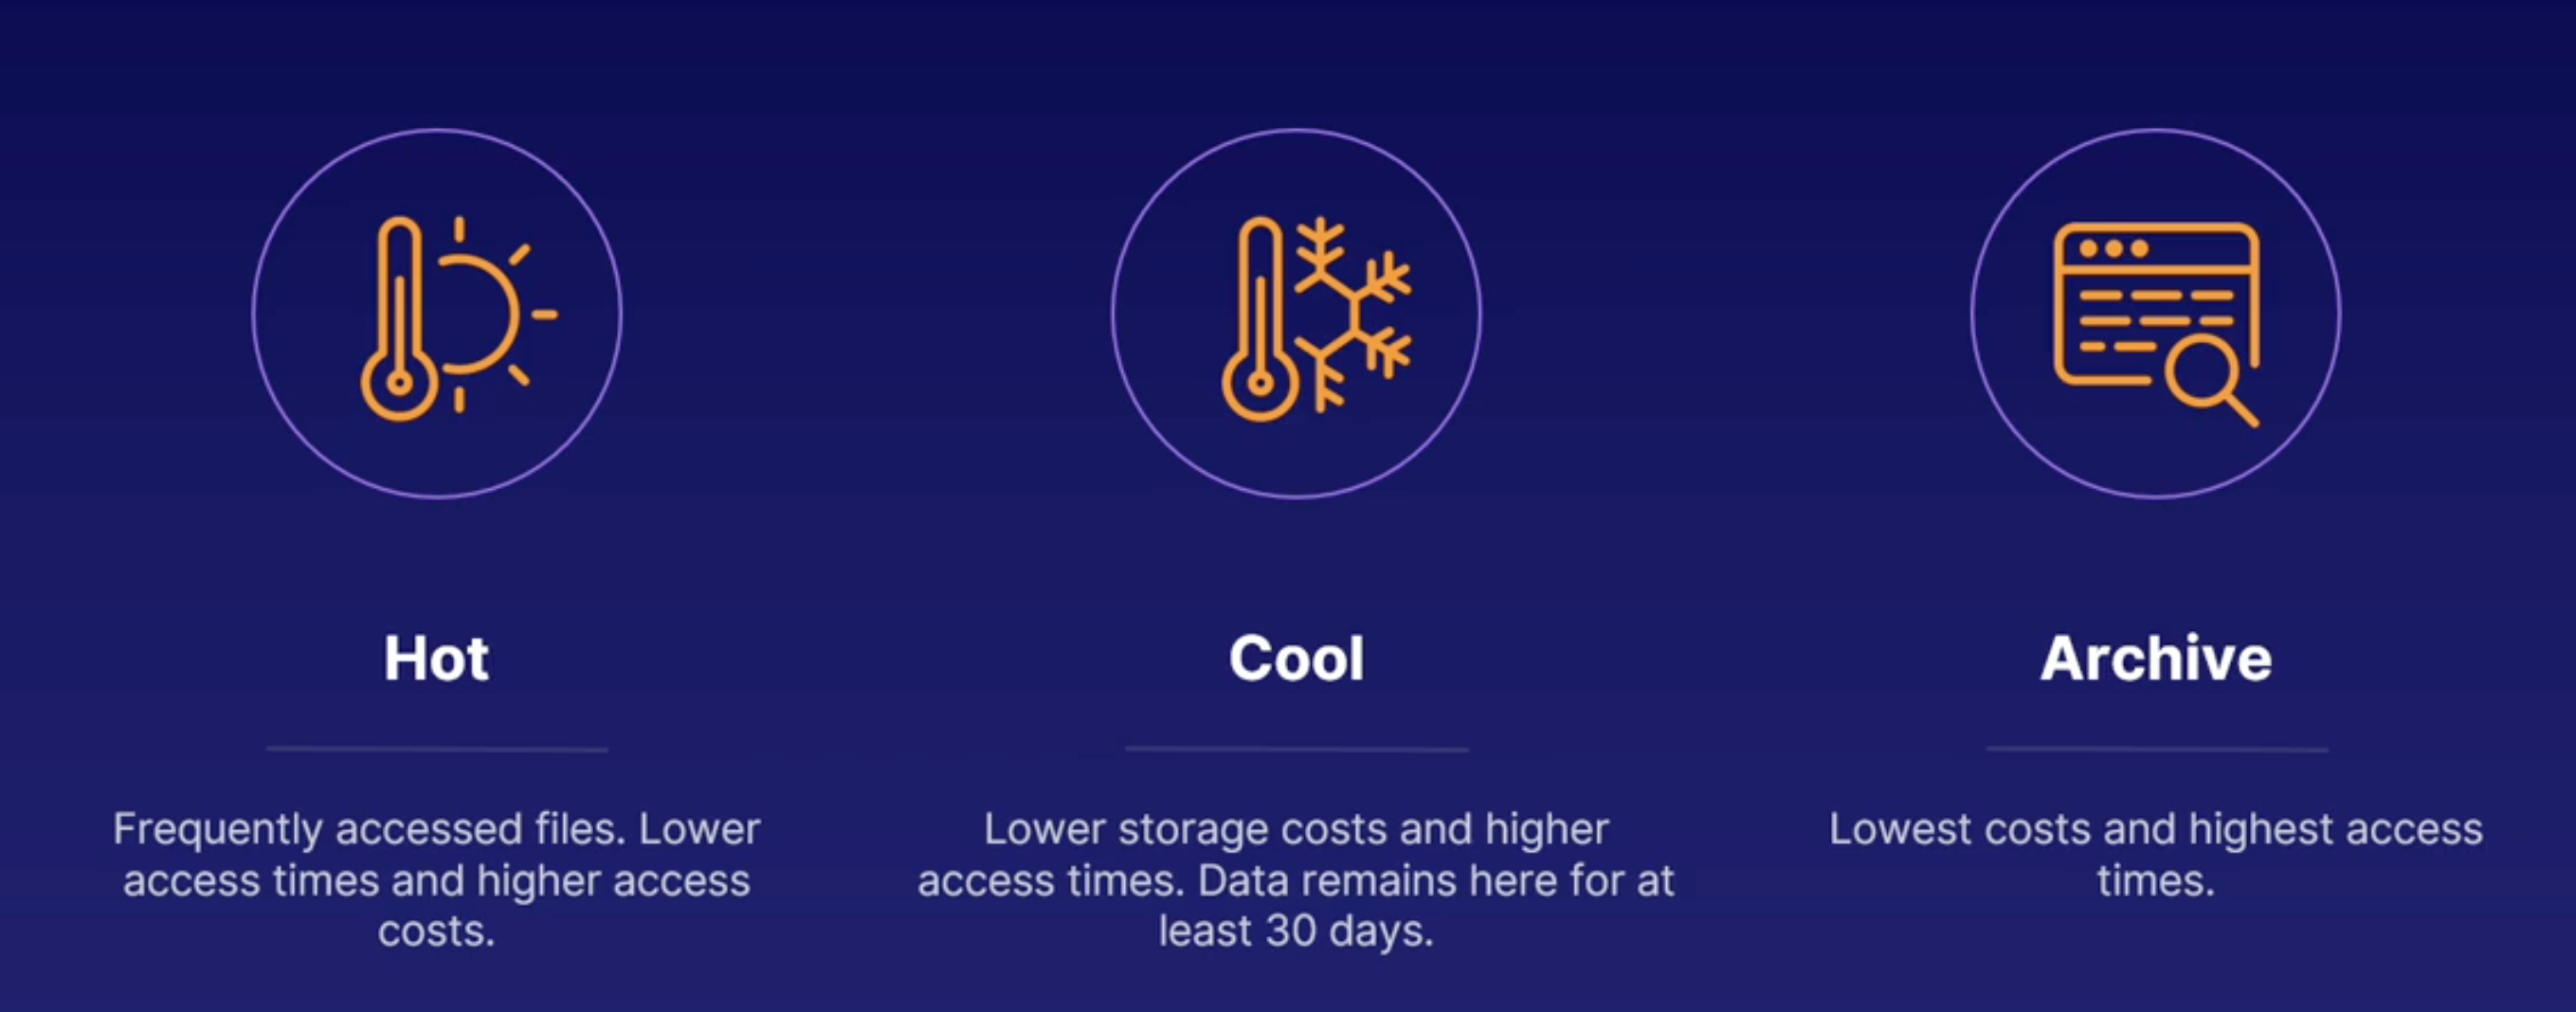 Hot
Frequently accessed files. Lower
access times and higher access
costs.
Cool
Lower storage costs and higher
access times. Data remains here for at
least 30 days.
Archive
Lowest costs and highest access
times.